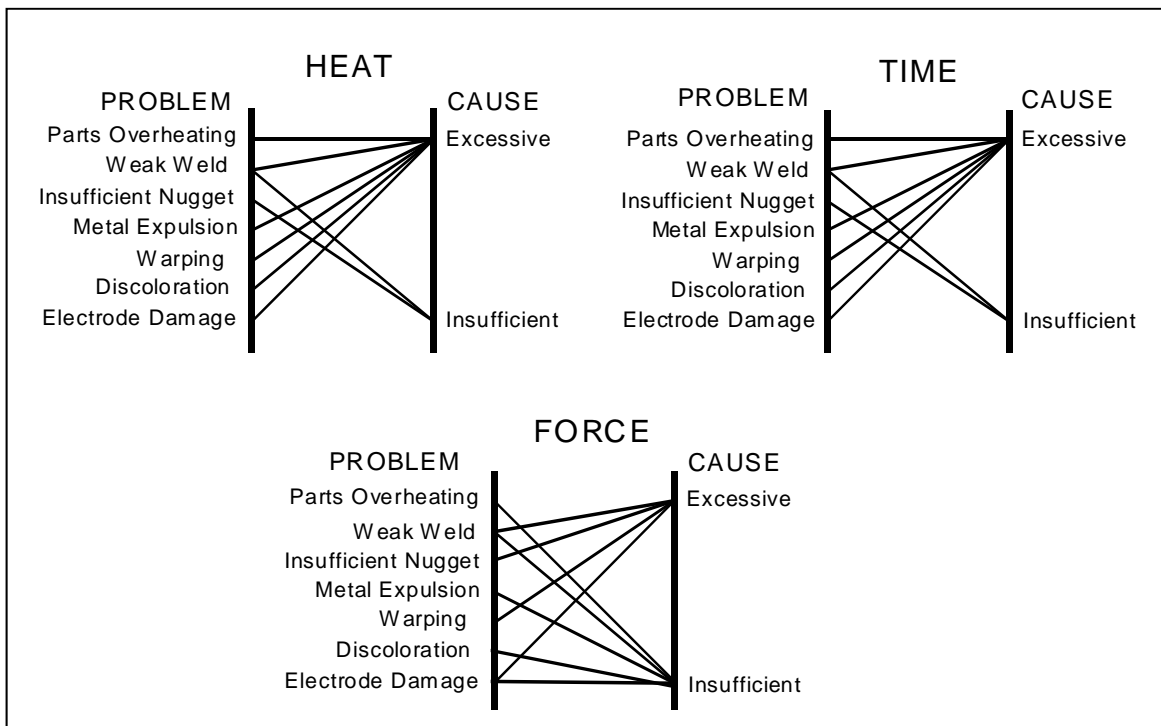 HEAT
PROBLEM
CAUSE
Parts Overheating
Excessive
Weak Weld
Insufficient Nugget
Metal Expulsion
Warping
Discoloration
Electrode Damage
Insufficient
TIME
PROBLEM
CAUSE
Parts Overheating
Excessive
Weak Weld
Insufficient Nugget
Metal Expulsion
Warping
Discoloration
Electrode Damage
Insufficient
FORCE
PROBLEM
CAUSE
Parts Overheating
Excessive
Weak Weld
Insufficient Nugget
Metal Expulsion
Warping
Discoloration
Electrode Damage
Insufficient